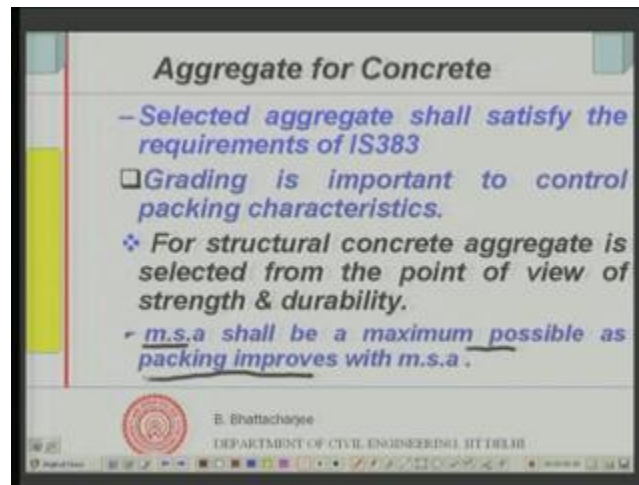 Aggregate for Concrete
– Selected aggregate shall satisfy the
requirements of IS383
Grading is important to control
packing characteristics.
For structural concrete aggregate is
selected from the point of view of
strength & durability.
m.s.a shall be a maximum possible as
packing improves with m.s.a .
B. Bhattacharjee
DEPARTMENT OF CIVIL ENGINEERING, IIT DELHI